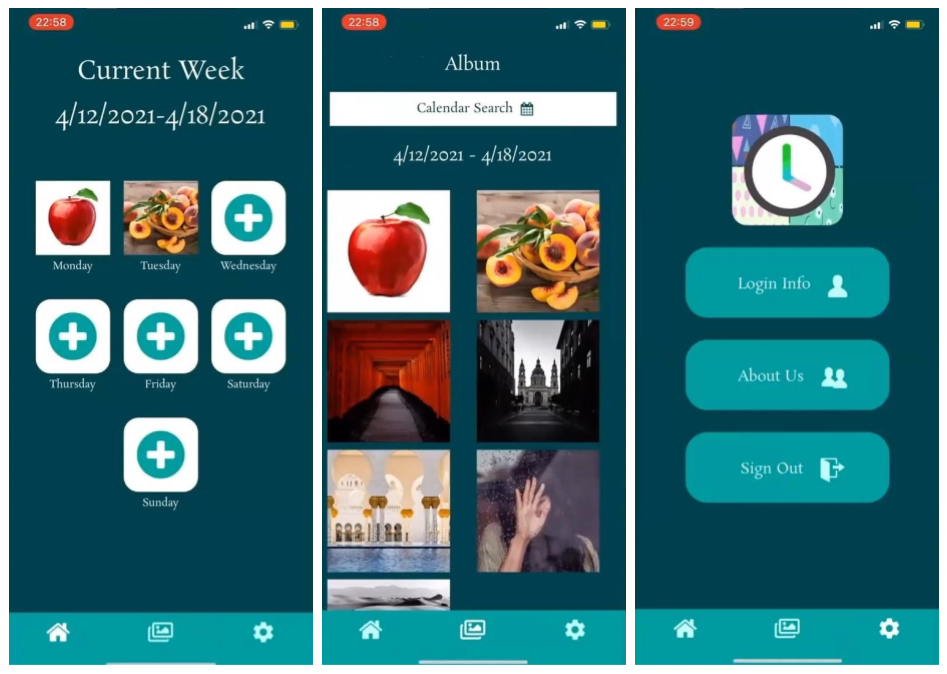 22:58
Current Week
4/12/2021-4/18/2021
Monday
Tuesday
Wednesday
Thursday
Friday
Saturday
Sunday
22:58
Album
Calendar Search
4/12/2021 - 4/18/2021
22:59
Login Info
About Us
Sign Out